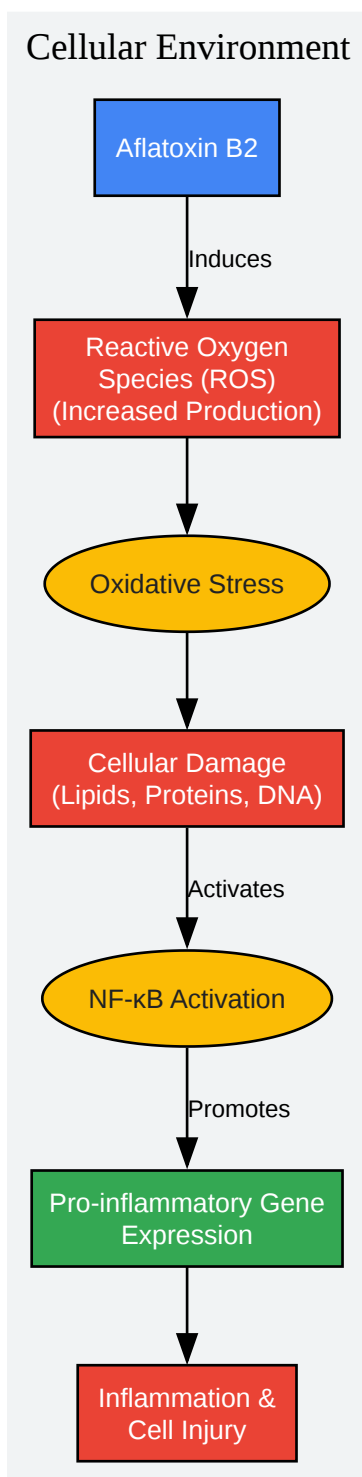 Cellular Environment
Aflatoxin B2
Induces
Reactive Oxygen
Species (ROS)
(Increased Production)
Oxidative Stress
Cellular Damage
(Lipids, Proteins, DNA)
Activates
NF-κB Activation
Promotes
Pro-inflammatory Gene
Expression
Inflammation &
Cell Injury